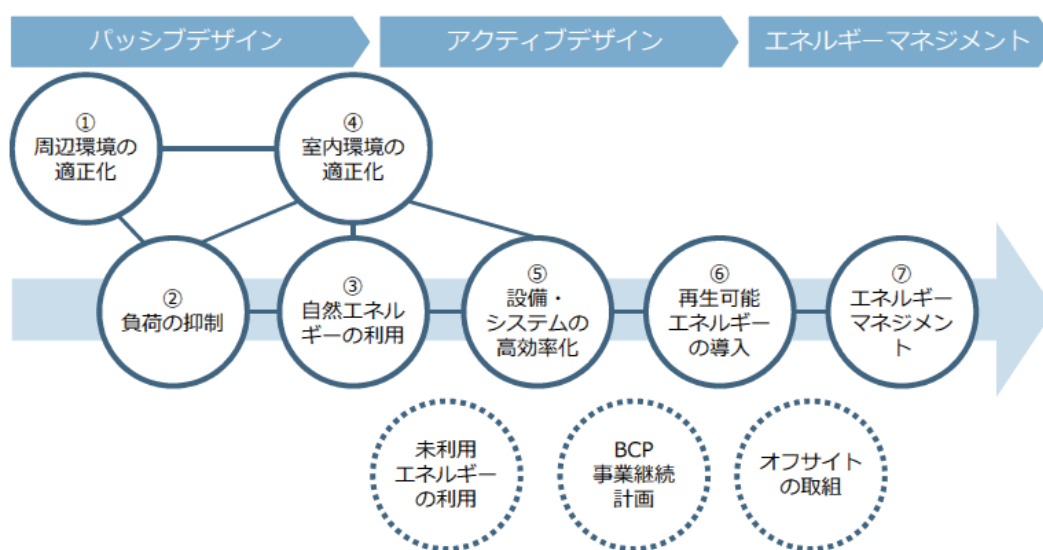 パッシブデザイン
アクティブデザイン
エネルギーマネジメント
①
周辺環境の
適正化
④
室内環境の
適正化
②
負荷の抑制
③
自然エネル
ギーの利用
⑤
設備・
システムの
高効率化
⑥
再生可能
エネルギー
の導入
⑦
エネルギー
マネジメン
ト
未利用
エネルギー
の利用
BCP
事業継続
計画
オフサイト
の取組